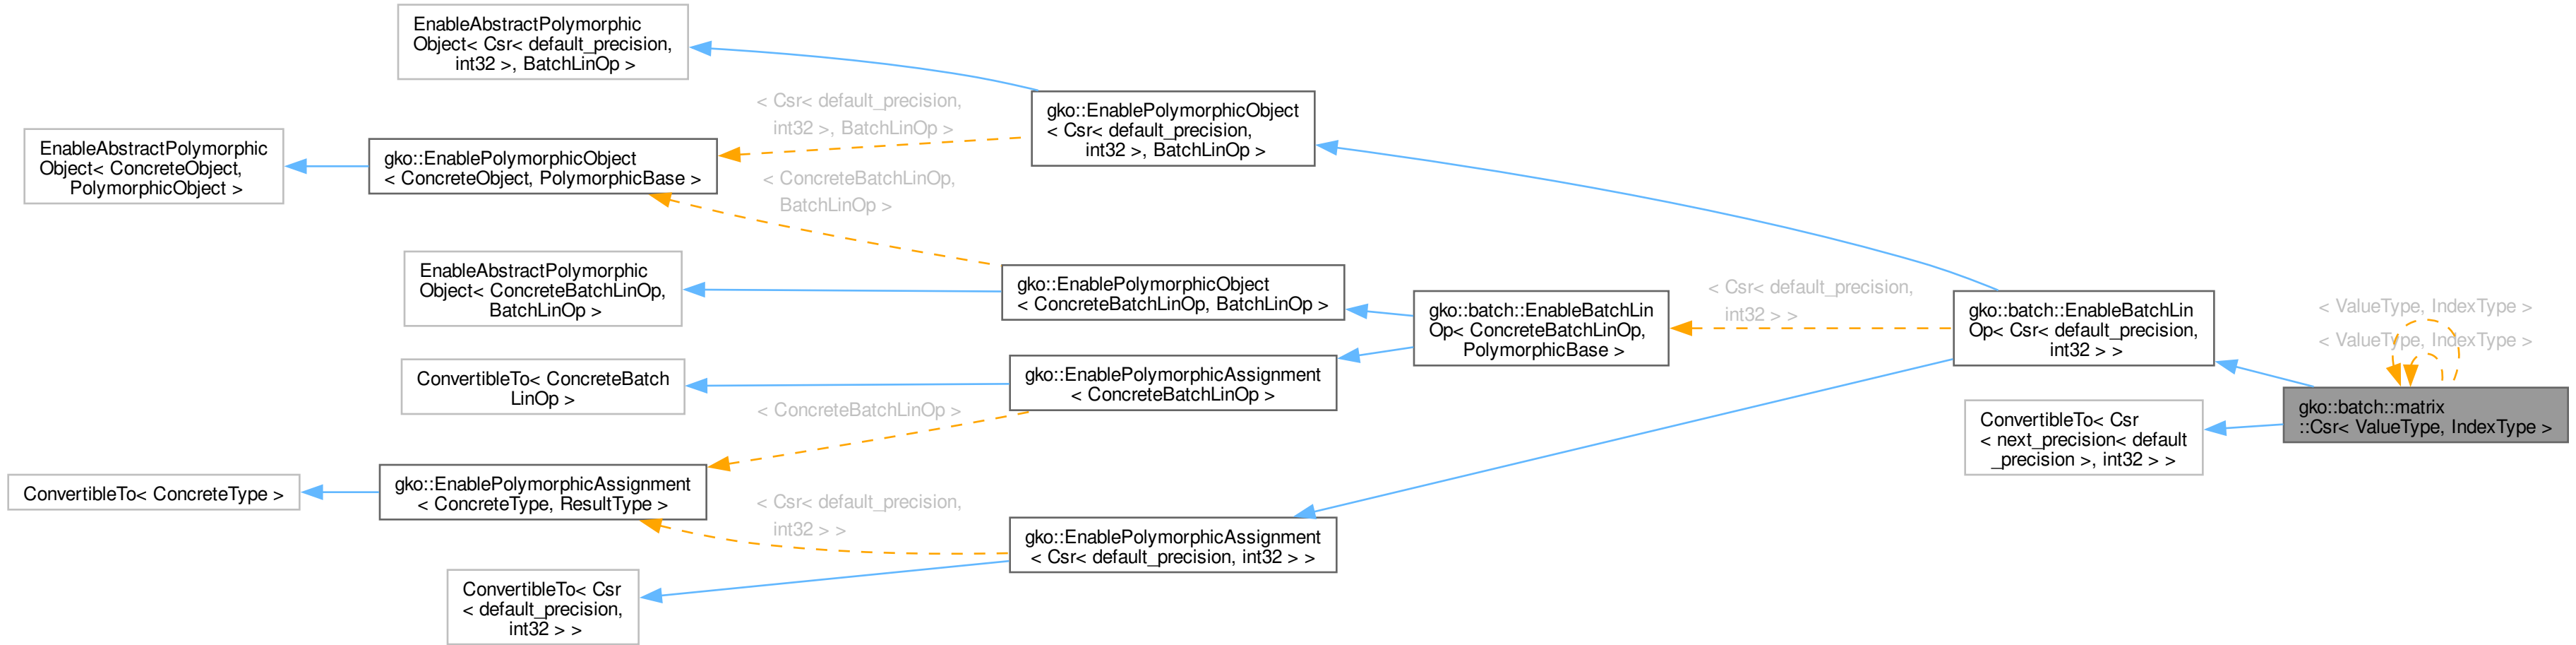 EnableAbstractPolymorphic
Object< Csr< default_precision,
int32 >, BatchLinOp >
< Csr< default_precision,
int32 >, BatchLinOp >
gko::EnablePolymorphicObject
< Csr< default_precision,
int32 >, BatchLinOp >
EnableAbstractPolymorphic
Object< ConcreteObject,
PolymorphicObject >
gko::EnablePolymorphicObject
< ConcreteObject, PolymorphicBase >
< ConcreteBatchLinOp,
BatchLinOp >
EnableAbstractPolymorphic
Object< ConcreteBatchLinOp,
BatchLinOp >
gko::EnablePolymorphicObject
< ConcreteBatchLinOp, BatchLinOp >
gko::batch::EnableBatchLin
Op< ConcreteBatchLinOp,
PolymorphicBase >
< Csr< default_precision,
int32 > >
gko::batch::EnableBatchLin
Op< Csr< default_precision,
int32 > >
< ValueType, IndexType >
< ValueType, IndexType >
ConvertibleTo< ConcreteBatch
LinOp >
gko::EnablePolymorphicAssignment
< ConcreteBatchLinOp >
< ConcreteBatchLinOp >
ConvertibleTo< Csr
< next_precision< default
_precision >, int32 > >
gko::batch::matrix
::Csr< ValueType, IndexType >
ConvertibleTo< ConcreteType >
gko::EnablePolymorphicAssignment
< ConcreteType, ResultType >
< Csr< default_precision,
int32 > >
gko::EnablePolymorphicAssignment
< Csr< default_precision, int32 > >
ConvertibleTo< Csr
< default_precision,
int32 > >